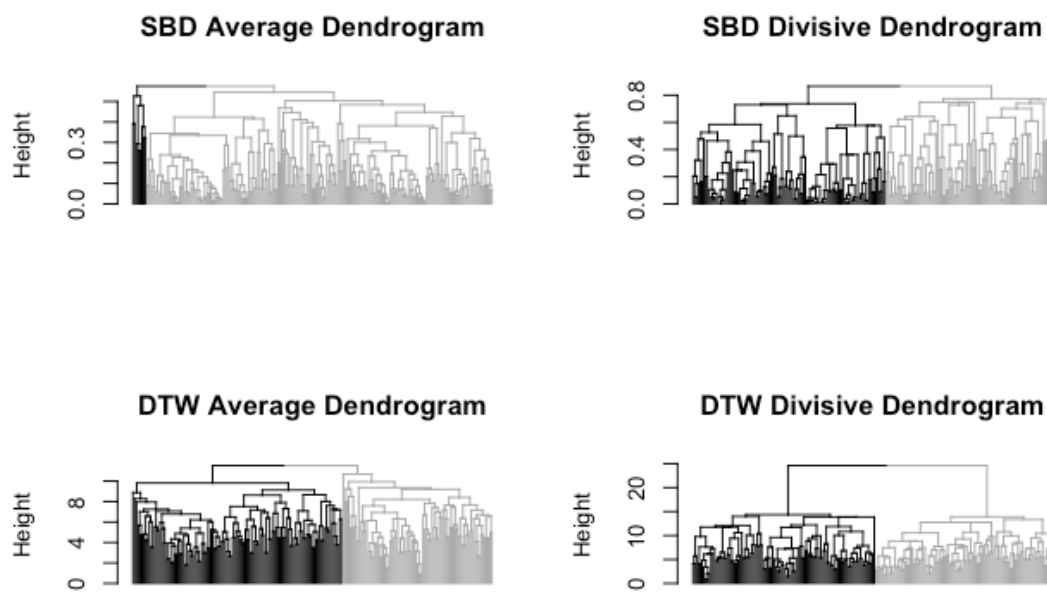 SBD Average Dendrogram
Height
0.0 0.3
SBD Divisive Dendrogram
Height
0.0 0.4 0.8
DTW Average Dendrogram
Height
0 4 8
DTW Divisive Dendrogram
Height
0 10 20